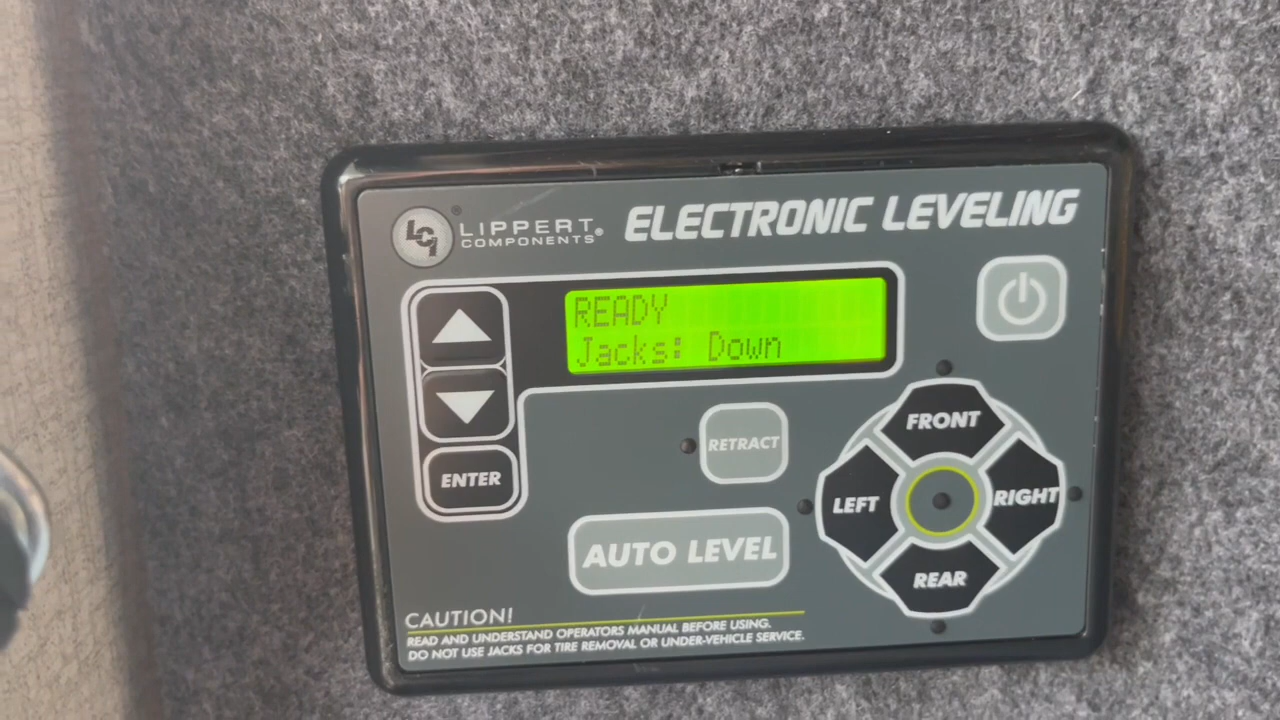 LCI® LIPPERT COMPONENTS®
ELECTRONIC LEVELING
READY
Jacks: Down
ENTER
RETRACT
AUTO LEVEL
FRONT
LEFT
RIGHT
REAR
CAUTION!
READ AND UNDERSTAND OPERATORS MANUAL BEFORE USING.
DO NOT USE JACKS FOR TIRE REMOVAL OR UNDER-VEHICLE SERVICE.